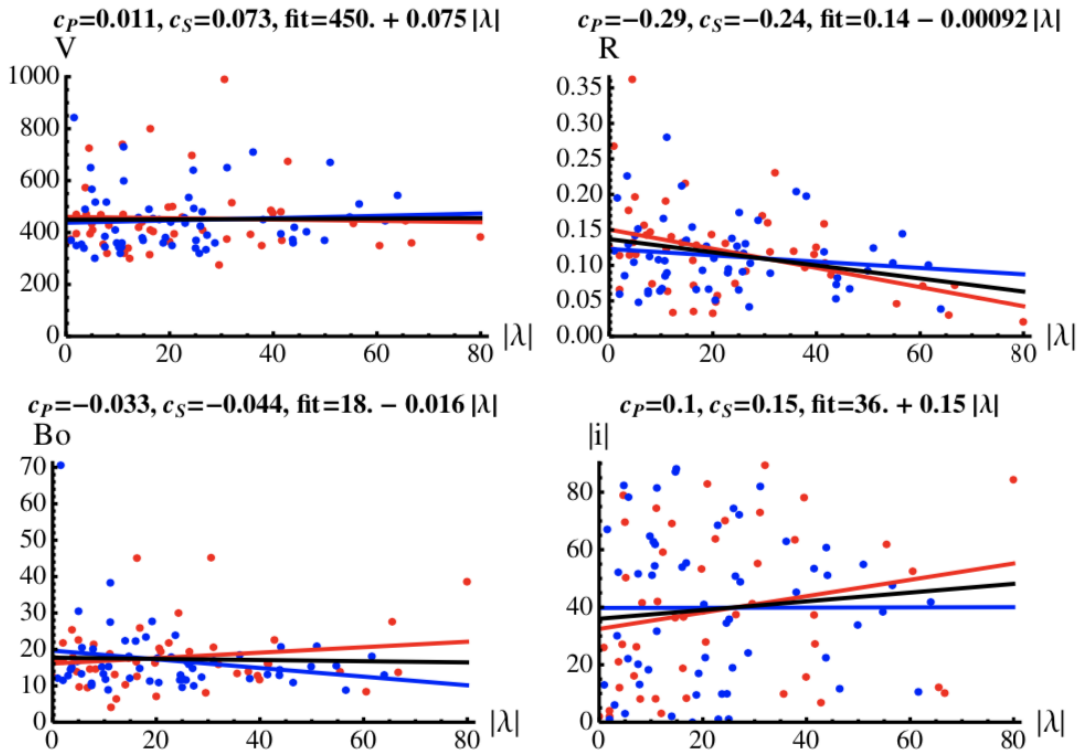 c_P=0.011, c_S=0.073, fit=450. + 0.075 |λ|
V
1000
800
600
400
200
0
0 20 40 60 80 |λ|
c_P=−0.29, c_S=−0.24, fit=0.14 − 0.00092 |λ|
R
0.35
0.30
0.25
0.20
0.15
0.10
0.05
0.00
0 20 40 60 80 |λ|
c_P=−0.033, c_S=−0.044, fit=18. − 0.016 |λ|
Bo
70
60
50
40
30
20
10
0
0 20 40 60 80 |λ|
c_P=0.1, c_S=0.15, fit=36. + 0.15 |λ|
|i|
80
60
40
20
0
0 20 40 60 80 |λ|